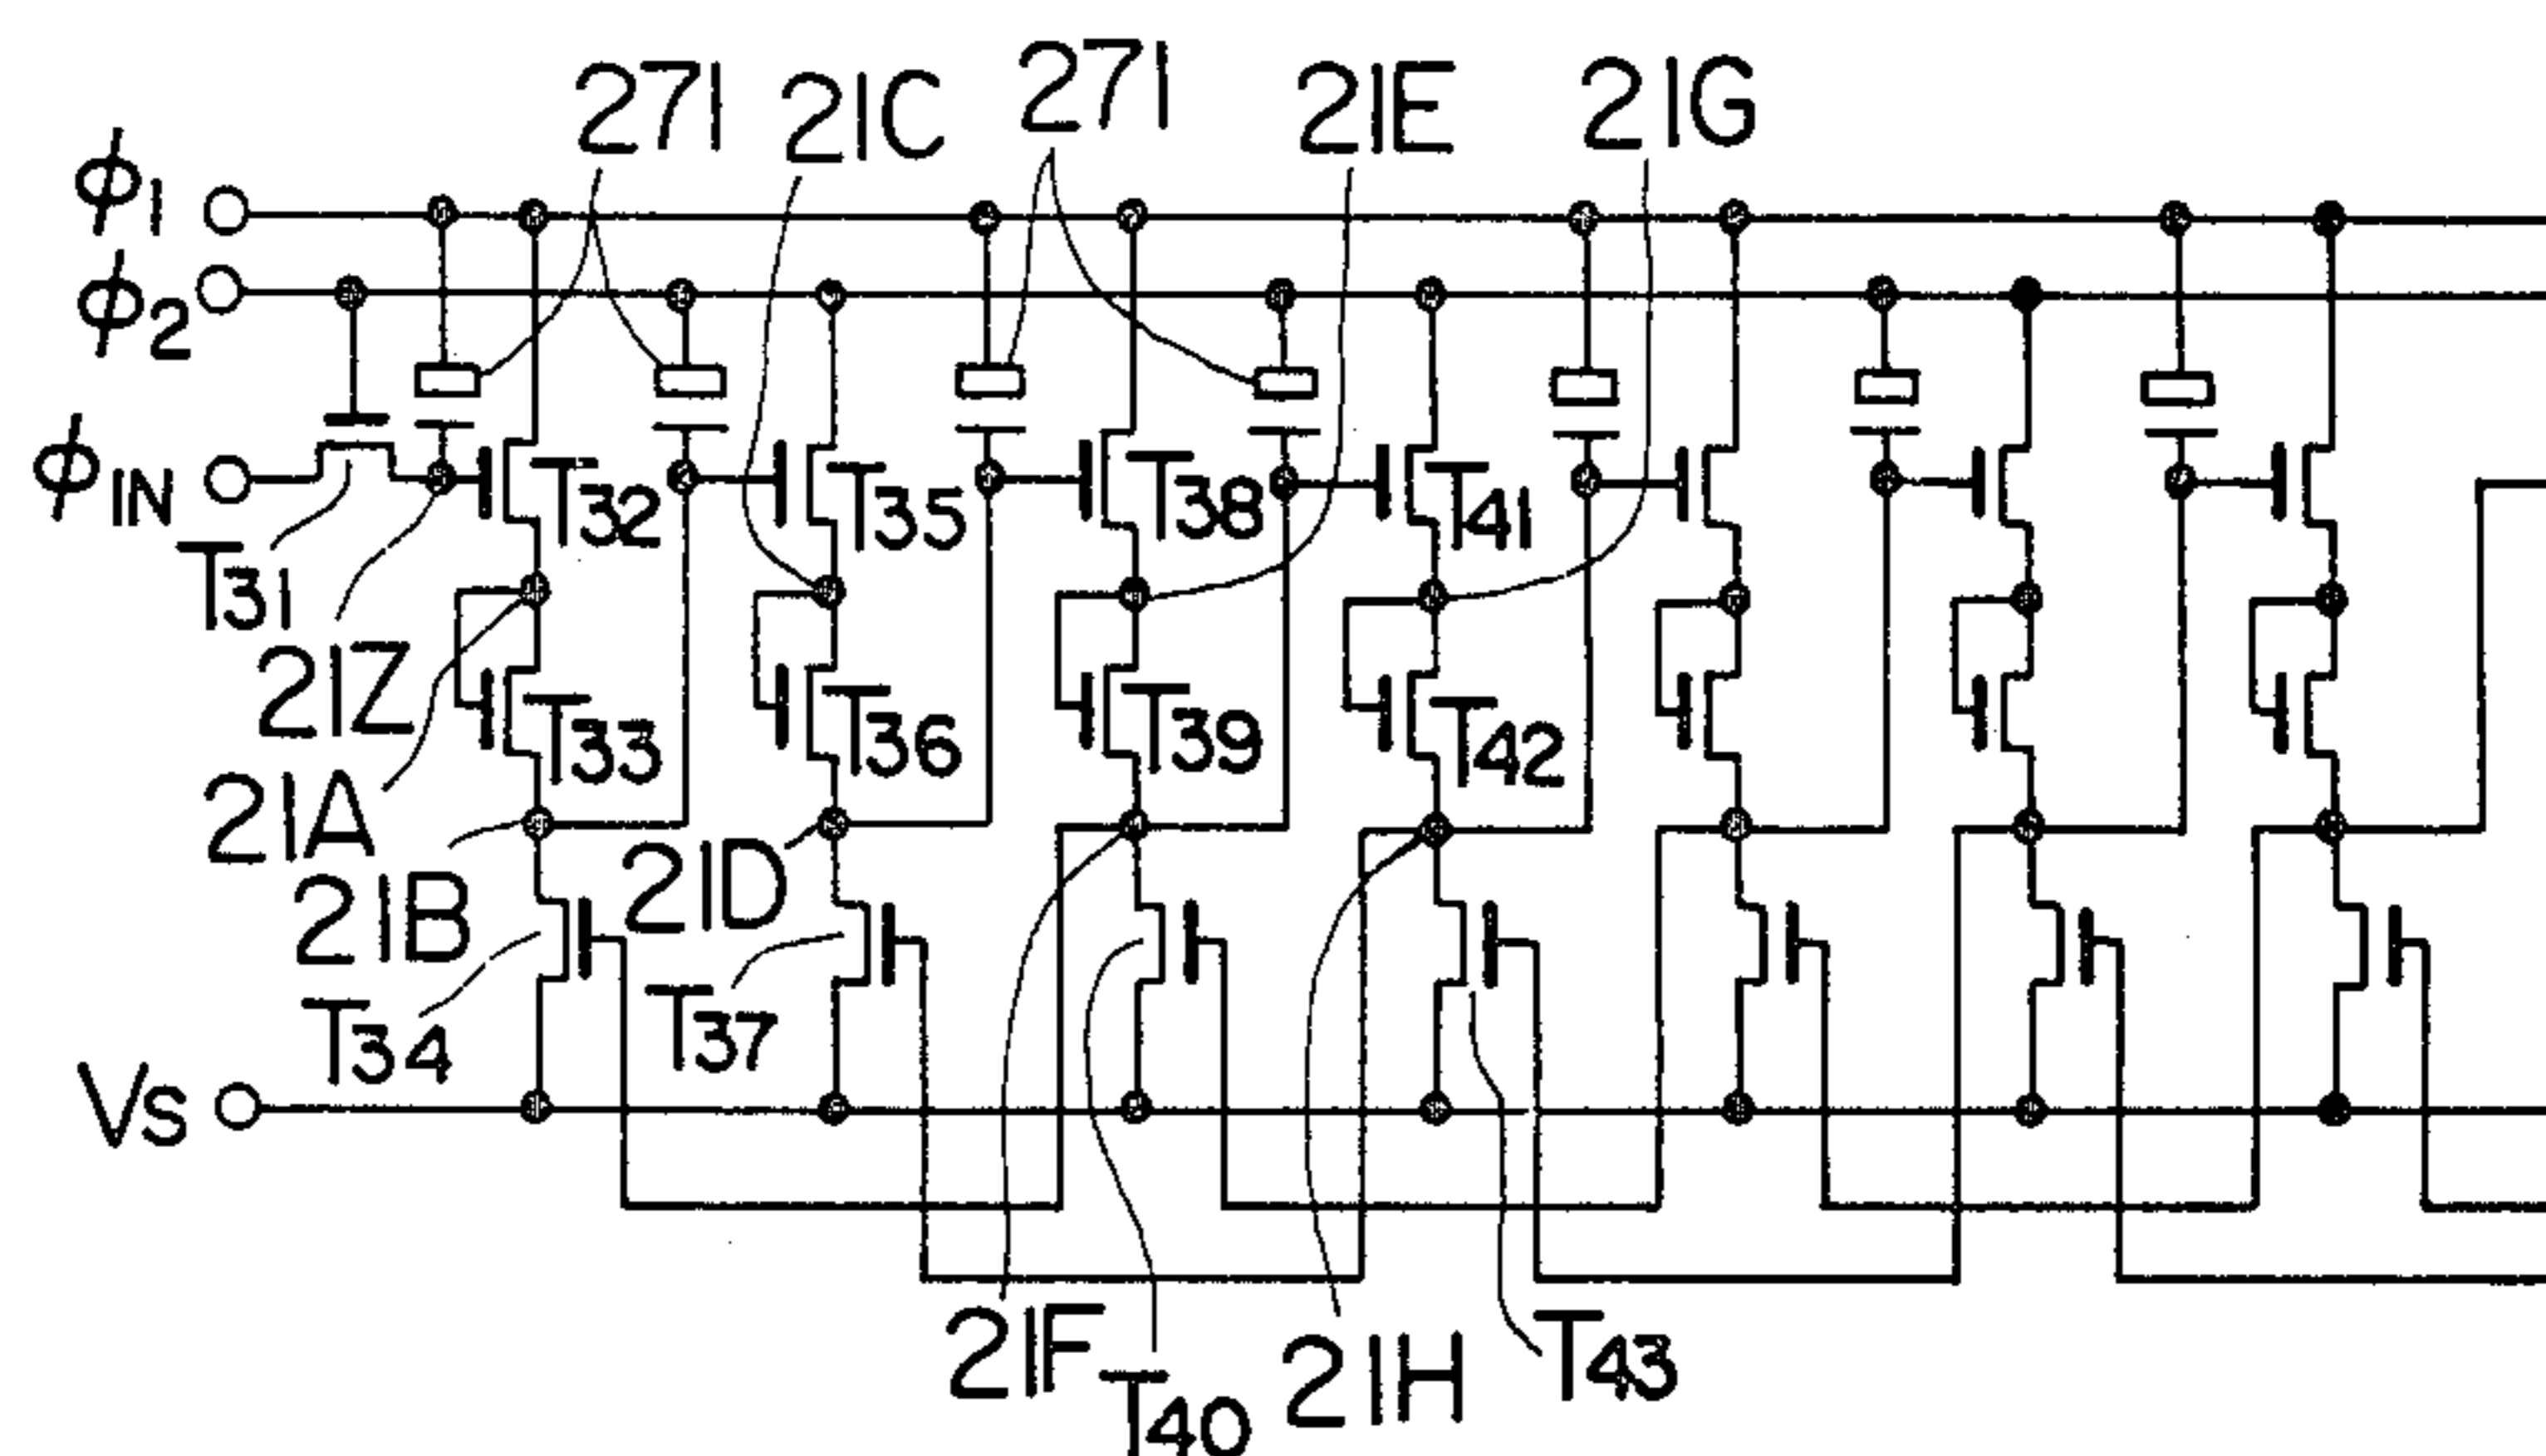 271
21C
271
21E
21G
ϕ1
ϕ2
ϕIN
T31
T32
T35
T38
T41
21Z
T33
T36
T39
T42
21A
21B
21D
T34
T37
VS
21F
T40
21H
T43